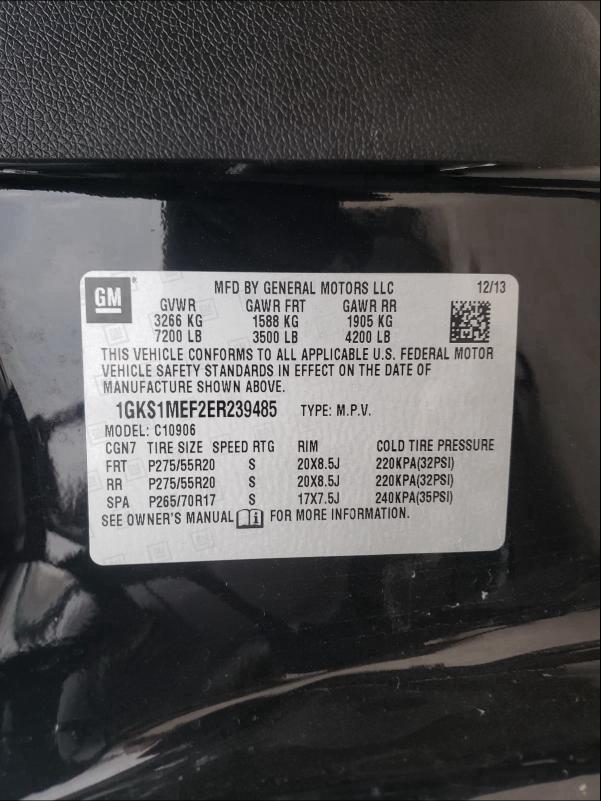 GM
MFD BY GENERAL MOTORS LLC 12/13
GVWR GAWR FRT GAWR RR
3266 KG 1588 KG 1905 KG
7200 LB 3500 LB 4200 LB
THIS VEHICLE CONFORMS TO ALL APPLICABLE U.S. FEDERAL MOTOR
VEHICLE SAFETY STANDARDS IN EFFECT ON THE DATE OF
MANUFACTURE SHOWN ABOVE.
1GKS1MEF2ER239485 TYPE: M.P.V.
MODEL: C10906
CGN7 TIRE SIZE SPEED RTG RIM COLD TIRE PRESSURE
FRT P275/55R20 S 20X8.5J 220KPA(32PSI)
RR P275/55R20 S 20X8.5J 220KPA(32PSI)
SPA P265/70R17 S 17X7.5J 240KPA(35PSI)
SEE OWNER'S MANUAL FOR MORE INFORMATION.